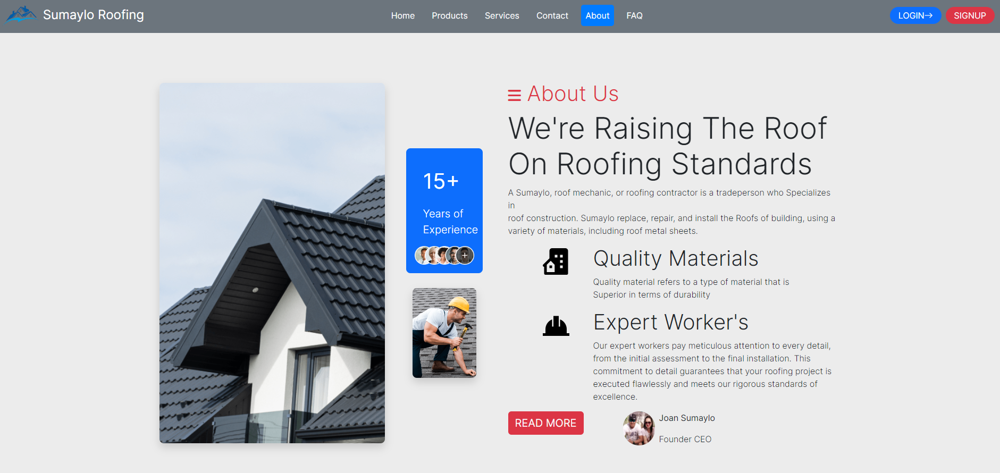 Sumaylo Roofing
Home Products Services Contact About FAQ
LOGIN→ SIGNUP
15+
Years of
Experience
+
About Us
We're Raising The Roof
On Roofing Standards
A Sumaylo, roof mechanic, or roofing contractor is a tradeperson who Specializes
in
roof construction. Sumaylo replace, repair, and install the Roofs of building, using a
variety of materials, including roof metal sheets.
Quality Materials
Quality material refers to a type of material that is
Superior in terms of durability
Expert Worker's
Our expert workers pay meticulous attention to every detail,
from the initial assessment to the final installation. This
commitment to detail guarantees that your roofing project is
executed flawlessly and meets our rigorous standards of
excellence.
READ MORE
Joan Sumaylo
Founder CEO